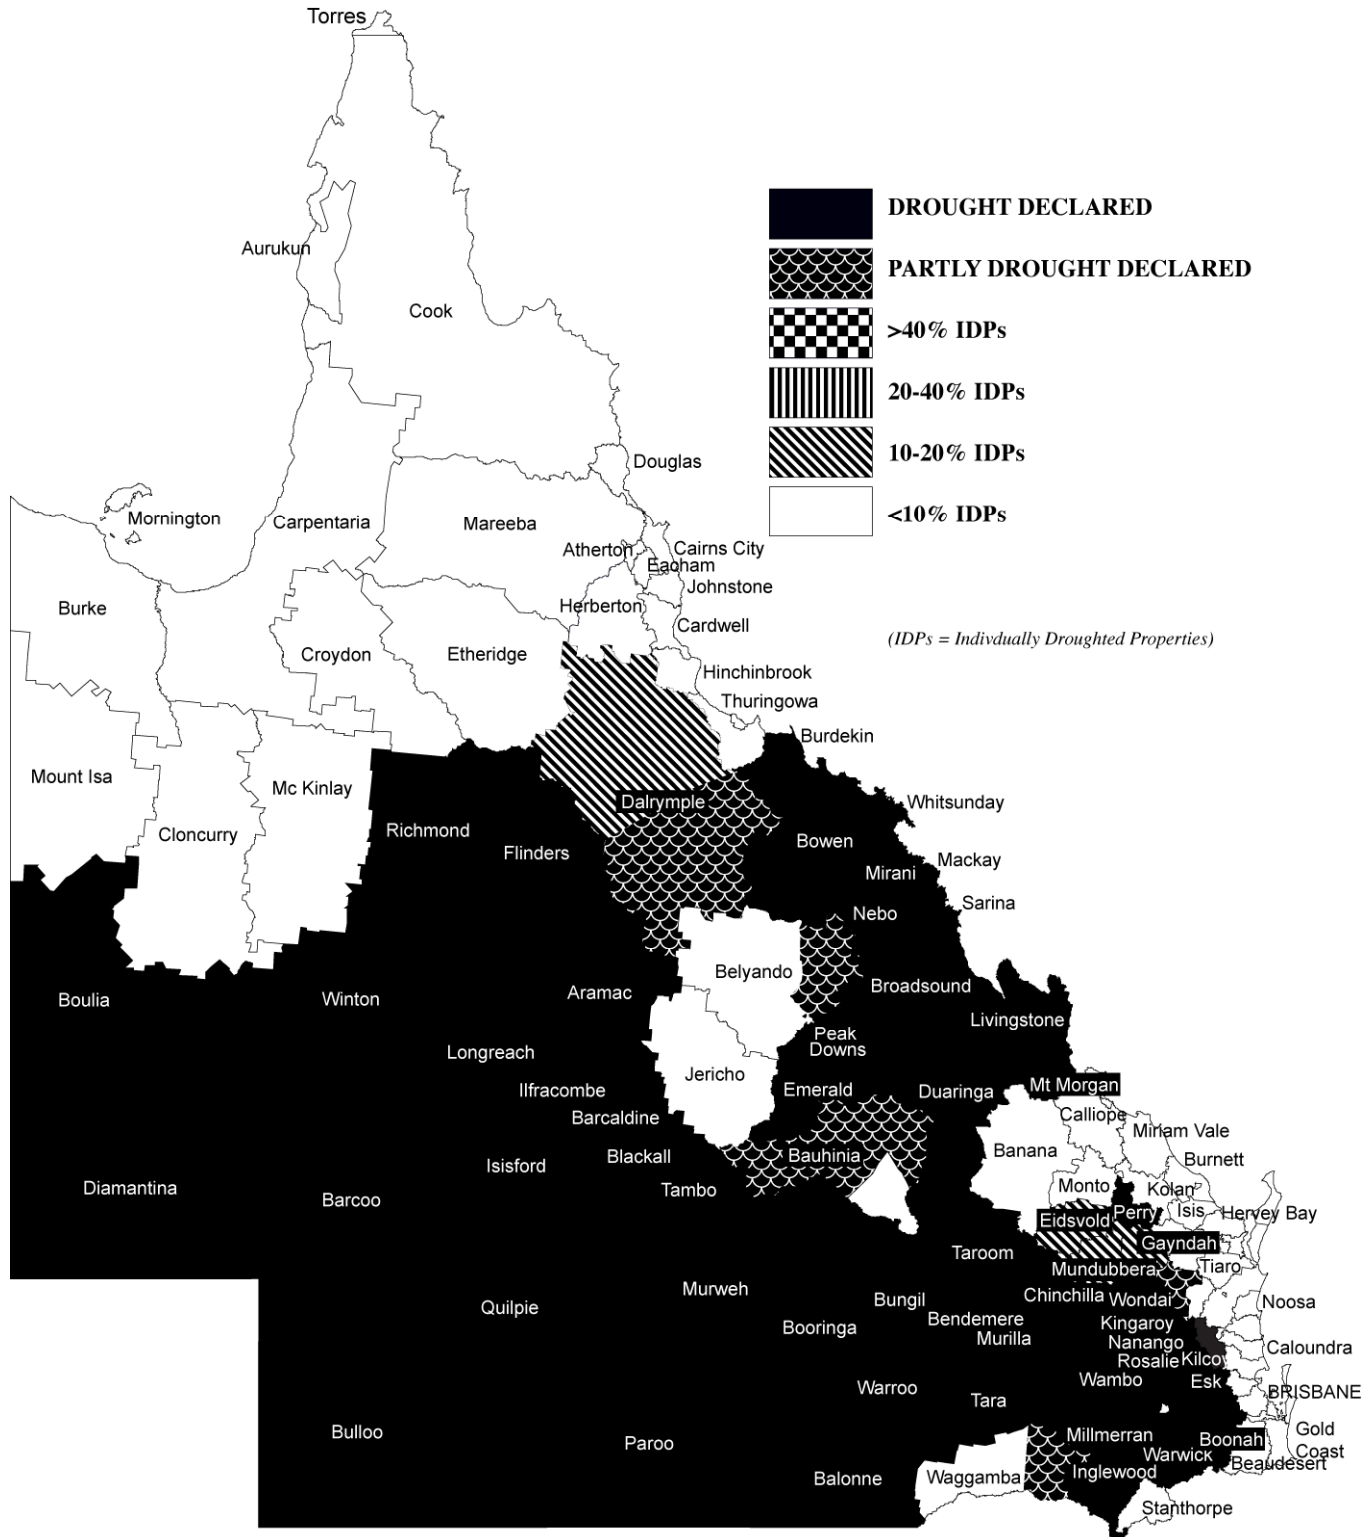 Torres
DROUGHT DECLARED
Aurukun
PARTLY DROUGHT DECLARED
Cook
>40% IDPs
20-40% IDPs
10-20% IDPs
Douglas
<10% IDPs
Mornington
Carpentaria
Mareeba
Atherton
Cairns City
Eacham
Johnstone
Burke
Herberton
Cardwell
(IDPs = Indivdually Droughted Properties)
Croydon
Etheridge
Hinchinbrook
Thuringowa
Burdekin
Mount Isa
Mc Kinlay
Dalrymple
Whitsunday
Cloncurry
Richmond
Flinders
Bowen
Mirani
Mackay
Nebo
Sarina
Belyando
Boulia
Winton
Aramac
Broadsound
Livingstone
Longreach
Peak
Downs
Jericho
Ilfracombe
Emerald
Duaringa
Mt Morgan
Barcaldine
Calliope
Miriam Vale
Isisford
Blackall
Bauhinia
Banana
Burnett
Diamantina
Barcoo
Tambo
Monto
Kolan
Eidsvold
Perry
Isis
Hervey Bay
Taroom
Gayndah
Mundubbera
Tiaro
Quilpie
Murweh
Bungil
Chinchilla
Wondai
Noosa
Booringa
Bendemere
Murilla
Kingaroy
Nanango
Rosalie
Kilcoy
Caloundra
Warroo
Tara
Wambo
Esk
BRISBANE
Bulloo
Paroo
Millmerran
Boonah
Gold
Coast
Balonne
Waggamba
Inglewood
Warwick
Beaudesert
Stanthorpe